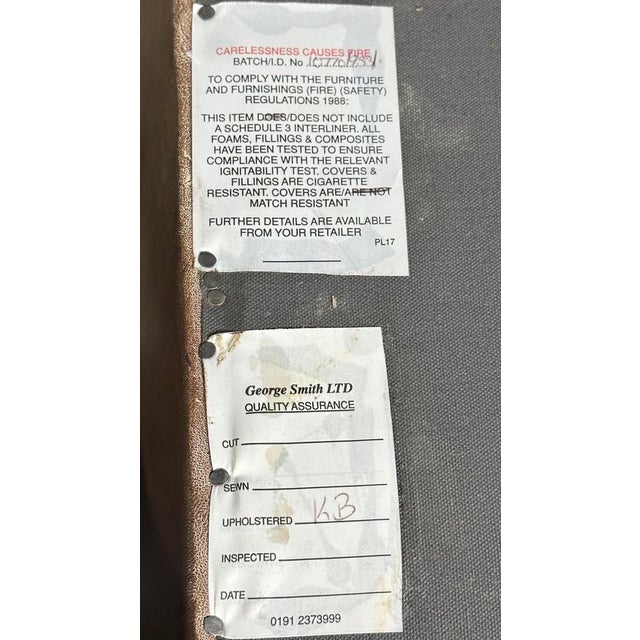 CARELESSNESS CAUSES FIRE
BATCH/I.D. No
TO COMPLY WITH THE FURNITURE
AND FURNISHINGS (FIRE) (SAFETY)
REGULATIONS 1988:
THIS ITEM DOES/DOES NOT INCLUDE
A SCHEDULE 3 INTERLINER. ALL
FOAMS, FILLINGS & COMPOSITES
HAVE BEEN TESTED TO ENSURE
COMPLIANCE WITH THE RELEVANT
IGNITABILITY TEST. COVERS &
FILLINGS ARE CIGARETTE
RESISTANT. COVERS ARE/ARE NOT
MATCH RESISTANT
FURTHER DETAILS ARE AVAILABLE
FROM YOUR RETAILER
PL17
George Smith LTD
QUALITY ASSURANCE
CUT
SEWN
UPHOLSTERED KB
INSPECTED
DATE
0191 2373999